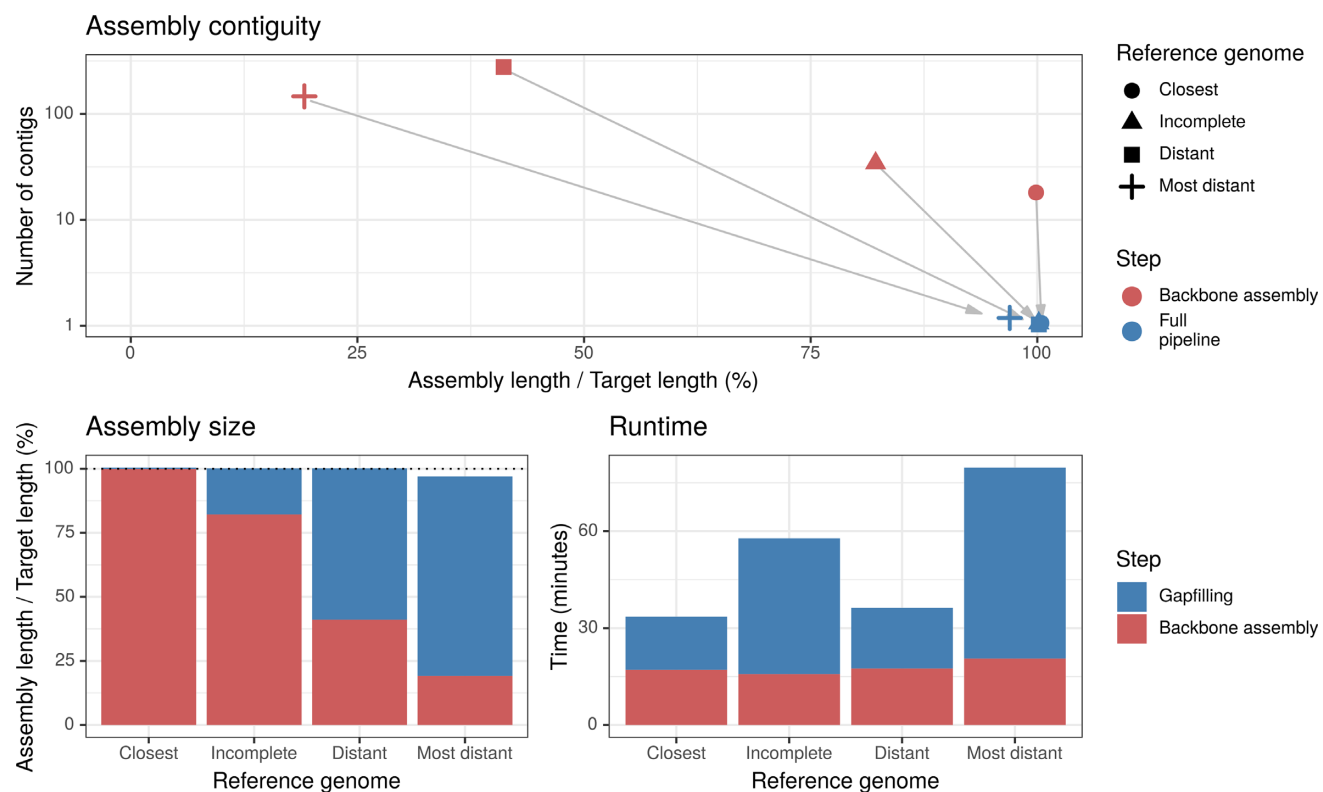 Assembly contiguity
Number of contigs
100
10
1
0
25
50
75
100
Assembly length / Target length (%)
Reference genome
Closest
Incomplete
Distant
Most distant
Step
Backbone assembly
Full
pipeline
Assembly size
Assembly length / Target length (%)
100
75
50
25
0
Closest
Incomplete
Distant
Most distant
Reference genome
Runtime
Time (minutes)
60
30
0
Closest
Incomplete
Distant
Most distant
Reference genome
Step
Gapfilling
Backbone assembly